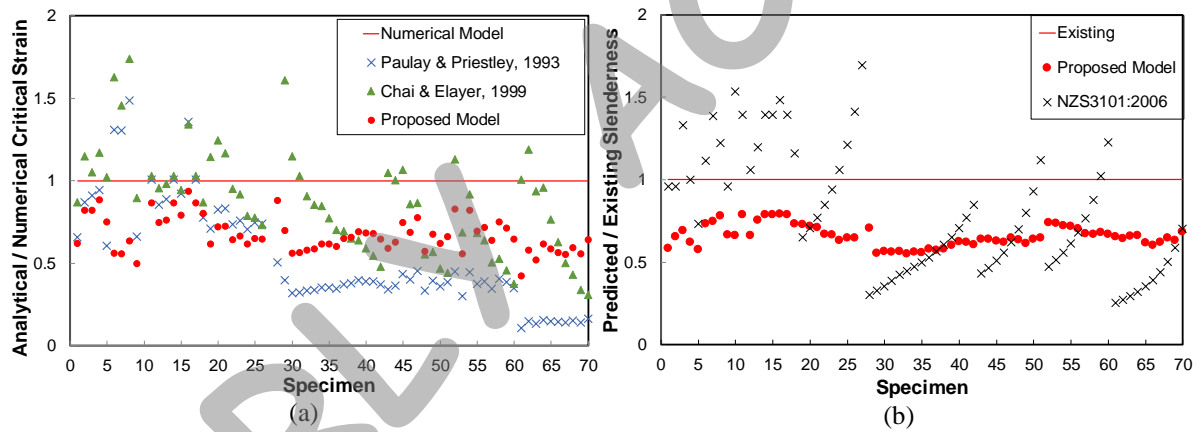 2
1.5
1
0.5
0
0 5 10 15 20 25 30 35 40 45 50 55 60 65 70
Analytical / Numerical Critical Strain
Specimen
Numerical Model
Paulay & Priestley, 1993
Chai & Elayer, 1999
Proposed Model
(a)
2
1.5
1
0.5
0
0 5 10 15 20 25 30 35 40 45 50 55 60 65 70
Predicted / Existing Slenderness
Specimen
Existing
Proposed Model
NZS3101:2006
(b)